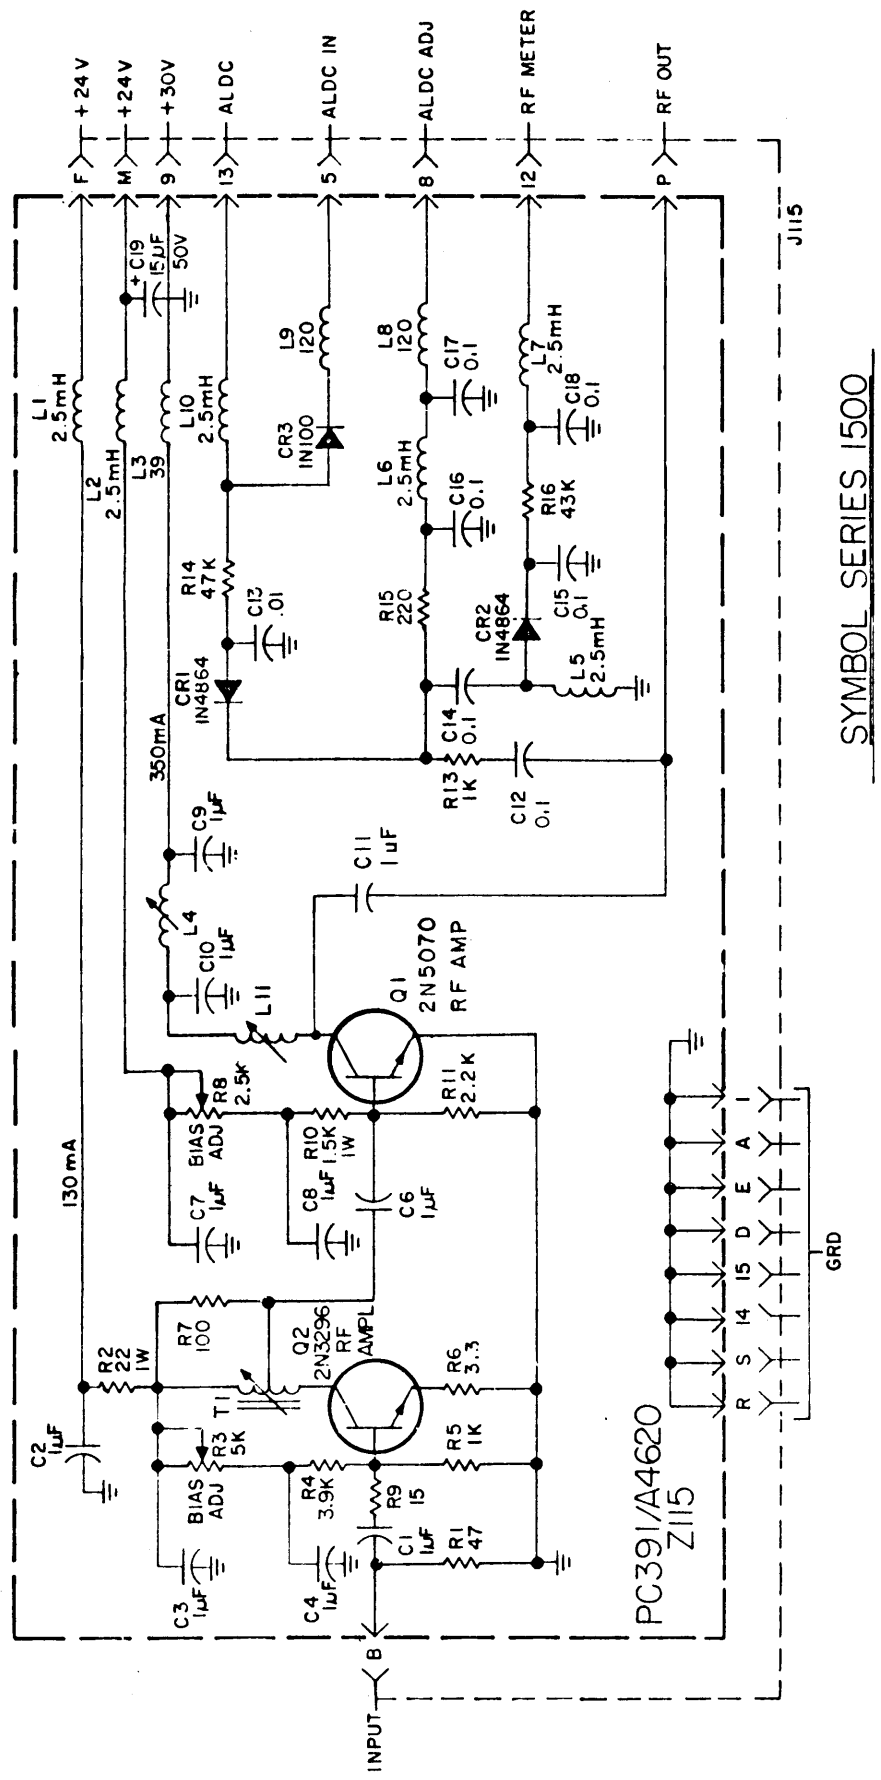 F
+24V
M
+24V
9
+30V
13
ALDC
5
ALDC IN
8
ALDC ADJ
12
RF METER
P
RF OUT
J115
+
C19
15µF
50V
L1
2.5mH
L2
2.5mH
L3
39
L10
2.5mH
L9
120
CR3
1N100
L8
120
C17
0.1
L6
2.5mH
C16
0.1
L7
2.5mH
C18
0.1
R16
43K
C15
0.1
R14
47K
C13
.01
CR1
1N4864
R15
220
CR2
1N4864
L5
2.5mH
C14
0.1
R13
1K
C12
0.1
350mA
C9
1µF
L4
C10
1µF
L11
C11
1uF
Q1
2N5070
RF AMP
R8
2.5K
BIAS
ADJ
R10
1.5K
1W
R11
2.2K
C7
1µF
C8
1µF
C6
1µF
130mA
R7
100
R2
22
1W
T1
Q2
2N3296
RF
AMPL
R6
3.3
C2
1µF
R3
5K
BIAS
ADJ
R4
3.9K
R5
1K
R9
15
C1
1µF
R1
47
C3
1µF
C4
1µF
B
INPUT
R
S
14
15
D
E
A
1
GRD
PC391/A4620
Z115
SYMBOL SERIES 1500